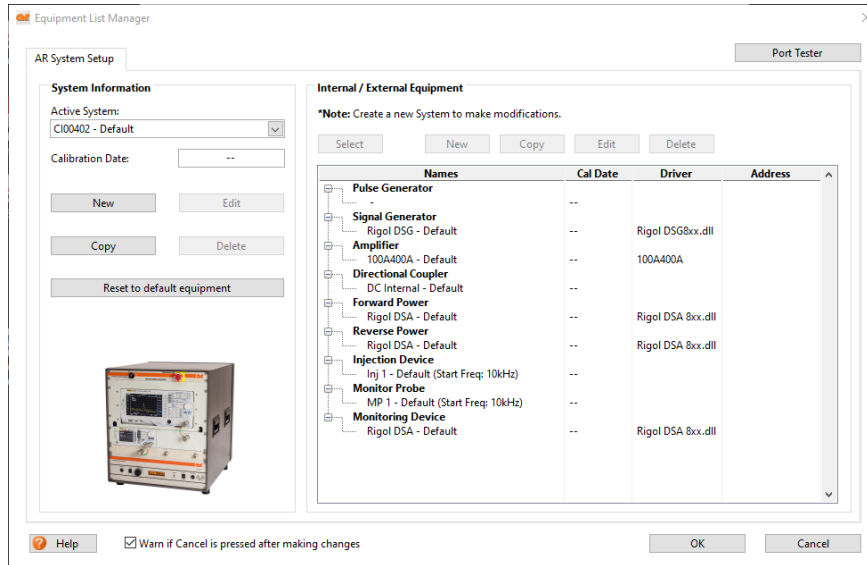 Equipment List Manager
AR System Setup
Port Tester
System Information
Active System:
CI00402 - Default
Calibration Date:
--
New
Edit
Copy
Delete
Reset to default equipment
Internal / External Equipment
*Note: Create a new System to make modifications.
Select New Copy Edit Delete
Names Cal Date Driver Address
Pulse Generator
- --
Signal Generator
Rigol DSG - Default -- Rigol DSG8xx.dll
Amplifier
100A400A - Default -- 100A400A
Directional Coupler
DC Internal - Default --
Forward Power
Rigol DSA - Default -- Rigol DSA 8xx.dll
Reverse Power
Rigol DSA - Default -- Rigol DSA 8xx.dll
Injection Device
Inj 1 - Default (Start Freq: 10kHz) --
Monitor Probe
MP 1 - Default (Start Freq: 10kHz) --
Monitoring Device
Rigol DSA - Default -- Rigol DSA 8xx.dll
Help
Warn if Cancel is pressed after making changes
OK
Cancel